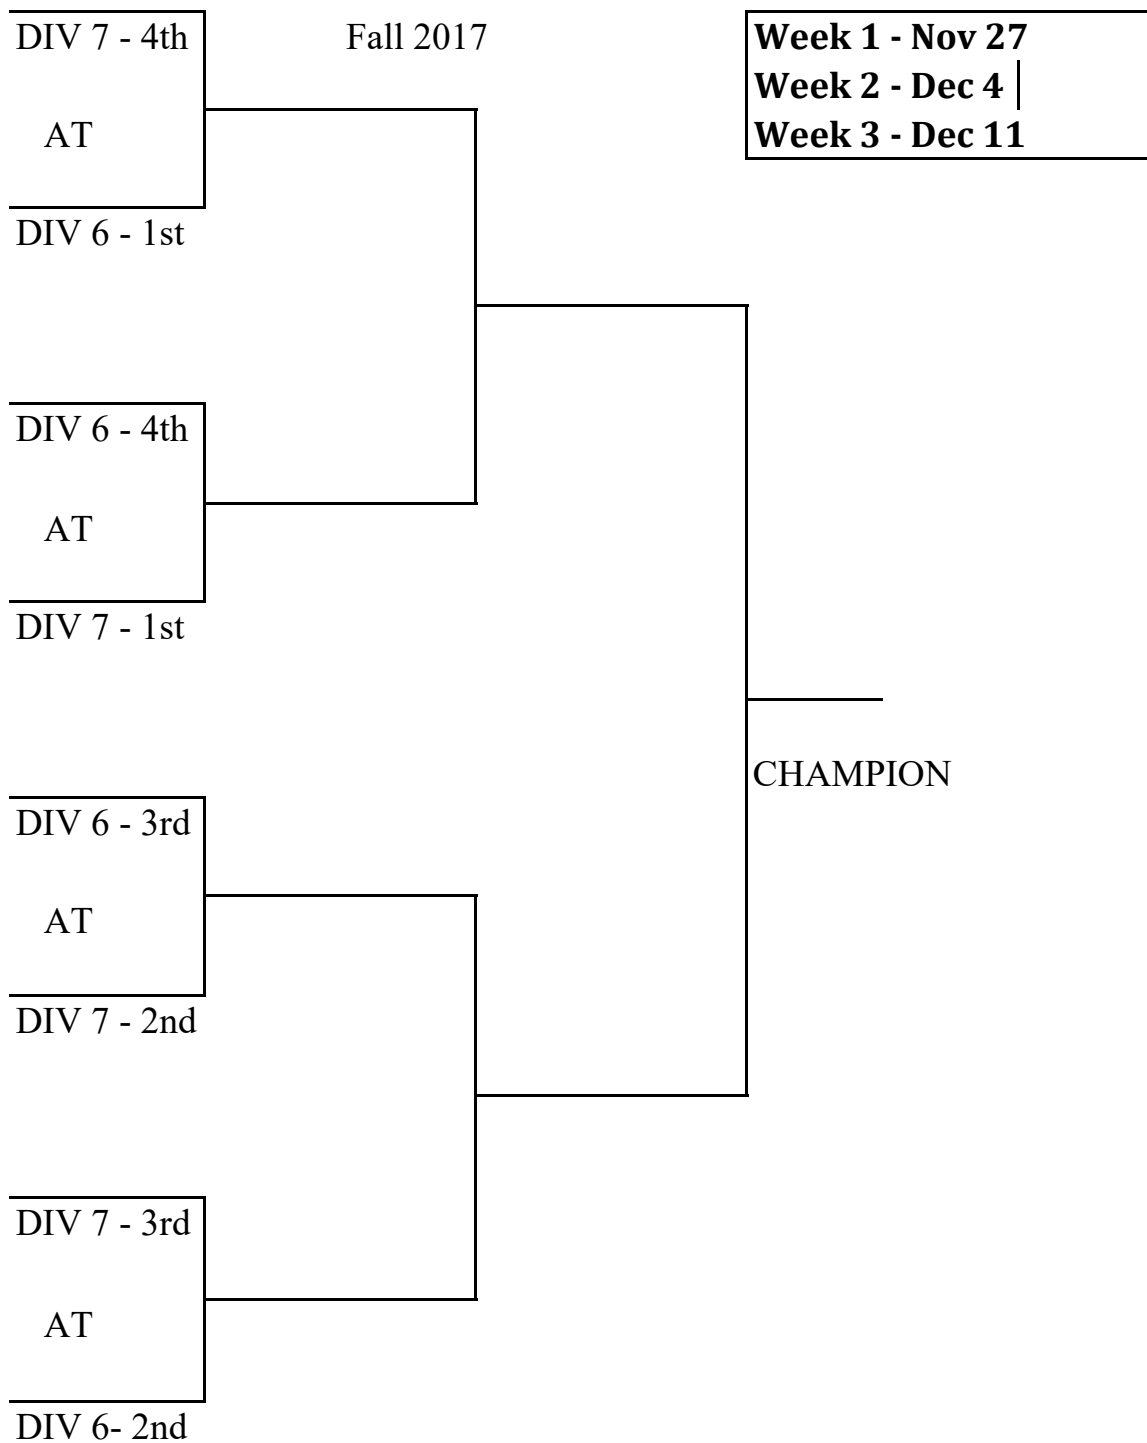 DIV 7 - 4th
Fall 2017
Week 1 - Nov 27
Week 2 - Dec 4
Week 3 - Dec 11
AT
DIV 6 - 1st
DIV 6 - 4th
AT
DIV 7 - 1st
CHAMPION
DIV 6 - 3rd
AT
DIV 7 - 2nd
DIV 7 - 3rd
AT
DIV 6- 2nd